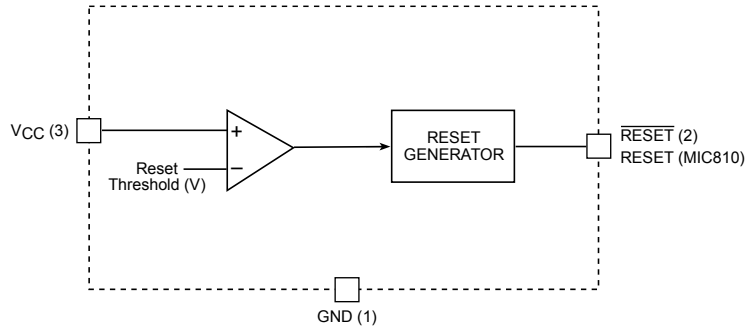 VCC (3)
+
Reset
Threshold (V)
–
RESET
GENERATOR
RESET (2)
RESET (MIC810)
GND (1)